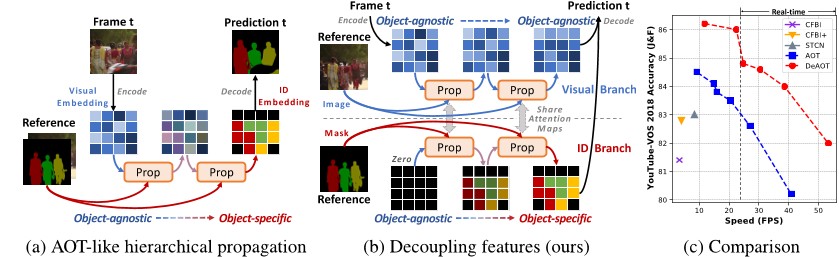 Frame t
Prediction t
Visual
Embedding
Encode
Decode
ID
Embedding
Reference
Prop
Prop
Object-agnostic
Object-specific
(a) AOT-like hierarchical propagation
Frame t
Prediction t
Encode
Object-agnostic
Object-agnostic
Decode
Reference
Prop
Prop
Visual Branch
Image
Share
Attention
Maps
Mask
ID Branch
Prop
Prop
Zero
Reference
Object-agnostic
Object-specific
(b) Decoupling features (ours)
Real-time
CFBI
CFBI+
STCN
AOT
DeAOT
YouTube-VOS 2018 Accuracy (J&F)
86
85
84
83
82
81
80
10
20
30
40
50
Speed (FPS)
(c) Comparison